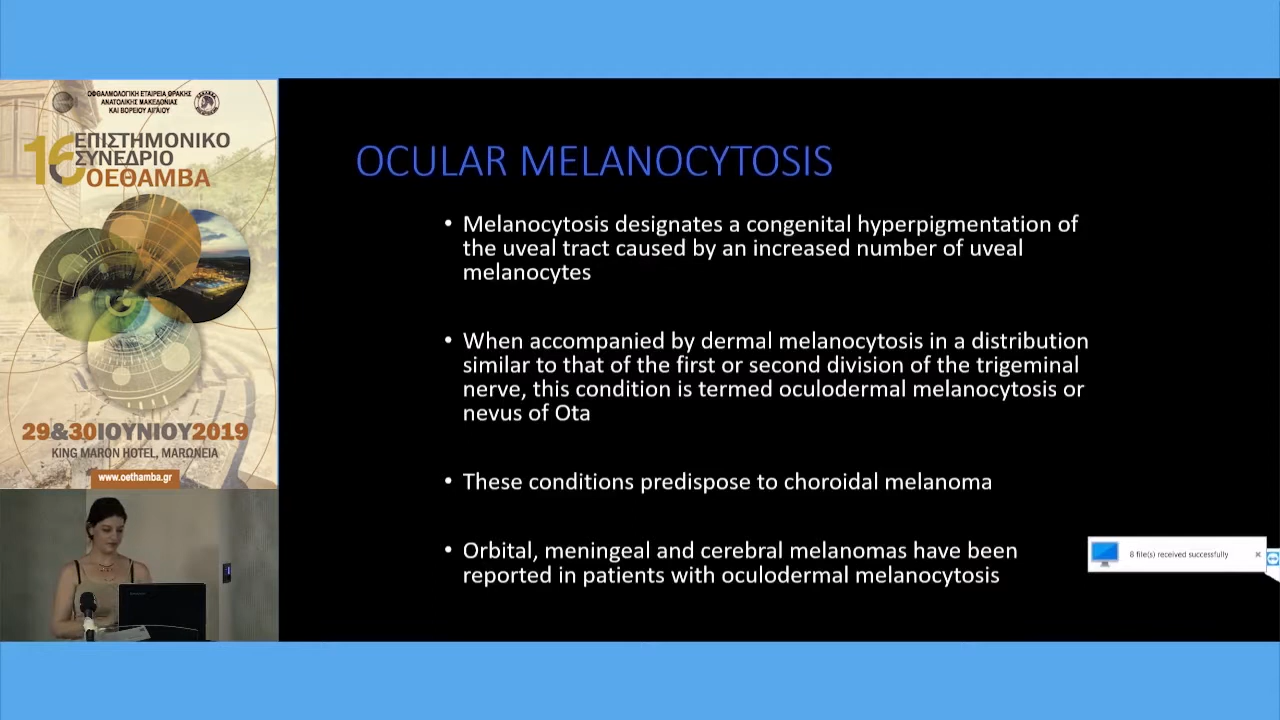 ΟΦΘΑΛΜΟΛΟΓΙΚΗ ΕΤΑΙΡΕΙΑ ΘΡΑΚΗΣ
ΑΝΑΤΟΛΙΚΗΣ ΜΑΚΕΔΟΝΙΑΣ
ΚΑΙ ΒΟΡΕΙΟΥ ΑΙΓΑΙΟΥ
16 ΕΠΙΣΤΗΜΟΝΙΚΟ
ΣΥΝΕΔΡΙΟ
ΟΕΘΑΜΒΑ
29&30ΙΟΥΝΙΟΥ2019
KING MARON HOTEL, ΜΑΡΩΝΕΙΑ
www.oethamba.gr
OCULAR MELANOCYTOSIS
• Melanocytosis designates a congenital hyperpigmentation of
the uveal tract caused by an increased number of uveal
melanocytes
• When accompanied by dermal melanocytosis in a distribution
similar to that of the first or second division of the trigeminal
nerve, this condition is termed oculodermal melanocytosis or
nevus of Ota
• These conditions predispose to choroidal melanoma
• Orbital, meningeal and cerebral melanomas have been
reported in patients with oculodermal melanocytosis
8 file(s) received successfully